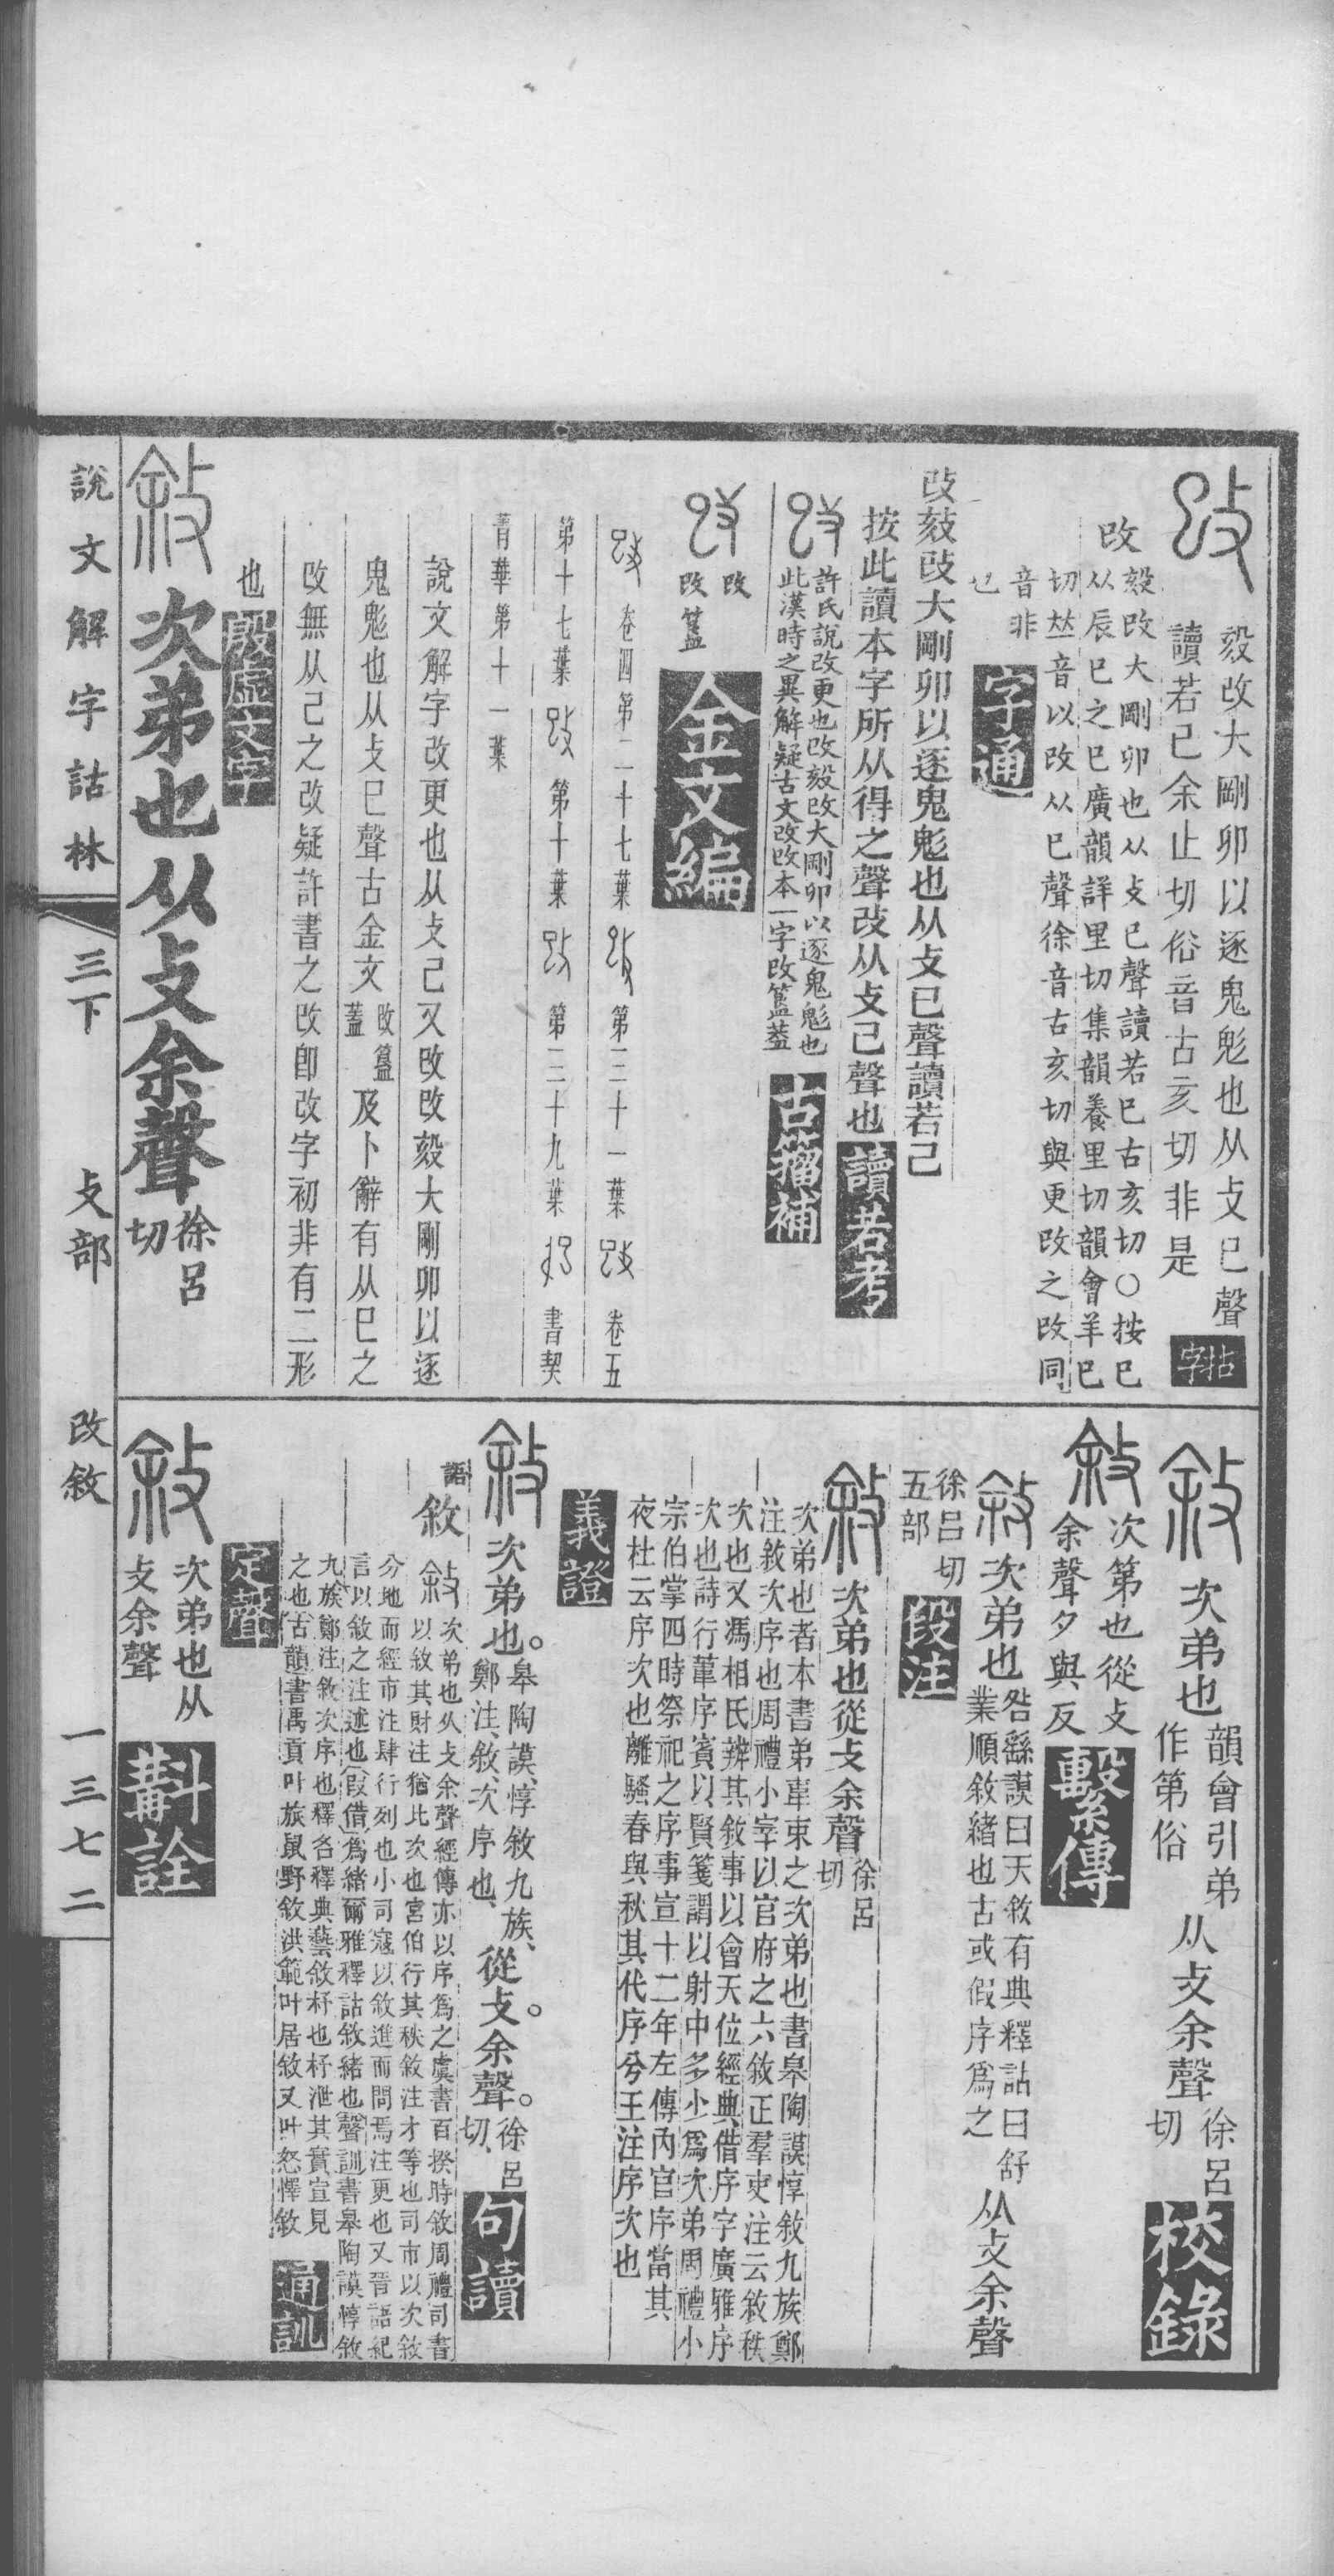 㱾改大剛卯以逐鬼鬽也从攴巳聲
讀若已余止切俗音古亥切非是
拈字
改
㱾改大剛卯也从攴巳聲讀若巳古亥切○按巳
从辰巳之巳廣韻詳里切集韻養里切韻會羊巳
切𠀤音以改从巳聲徐音古亥切與更改之改同
音非
字通
也
改㱾改大剛卯以逐鬼鬽也从攴已聲讀若己
按此讀本字所从得之聲改从攴己聲也
讀若考
許氏說改更也改㱾改大剛卯以逐鬼鬽也
此漢時之異解疑古文改改本一字改簋蓋
古籀補
改
改簋
金文編
卷四第二十七葉 第三十一葉 卷五
第十七葉 第十葉 第三十九葉 書契
菁華第十一葉
說文解字改更也从攴己又改改㱾大剛卯以逐
鬼鬽也从攴巳聲古金文改簋蓋及卜辭有从巳之
改無从己之改疑許書之改卽改字初非有二形
也
殷虛文字
敘
次弟也从攴余聲
徐呂切
敘
次弟也
韻會引弟
作第俗
从攴余聲
徐呂切
校錄
敘
次第也從攴
余聲夕與反
繫傳
敘
次弟也
咎繇謨曰天敘有典釋詁曰舒
業順敘緒也古或假序爲之
从攴余聲
徐呂切
五部
段注
敘
次弟也從攴余聲
徐呂切
次弟也者本書弟韋束之次弟也書皋陶謨惇敘九族鄭
注敘次序也周禮小宰以官府之六敘正羣吏注云敘秩
次也又馮相氏辨其敘事以會天位經典借序字廣雅序
次也詩行葦序賓以賢箋謂以射中多少爲次弟周禮小
宗伯掌四時祭祀之序事宣十二年左傳內官序當其
夜杜云序次也離騷春與秋其代序兮王注序次也
義證
敘
次弟也。
皋陶謨、惇敘九族、
鄭注、敘、次序也、
從攴。余聲。
徐呂切、
句讀
語
敘
次弟也从攴余聲經傳亦以序爲之虞書百揆時敘周禮司書
以敘其財注猶比次也宮伯行其秩敘注才等也司市以次敘
分地而經市注肆行列也小司寇以敘進而問焉注更也又晉語紀
言以敘之注述也假借爲緒爾雅釋詁敘緒也聲訓書皋陶謨惇敘
九族鄭注敘次序也釋名釋典藝敘杼也杼泄其實宣見
之也古韻書禹貢叶旅鼠野敘洪範叶居敘又叶怒懌敘
通訓
定聲
敘
次弟也从
攴余聲
斠詮
說文解字詁林
三下
攴部
改敘
一三七二